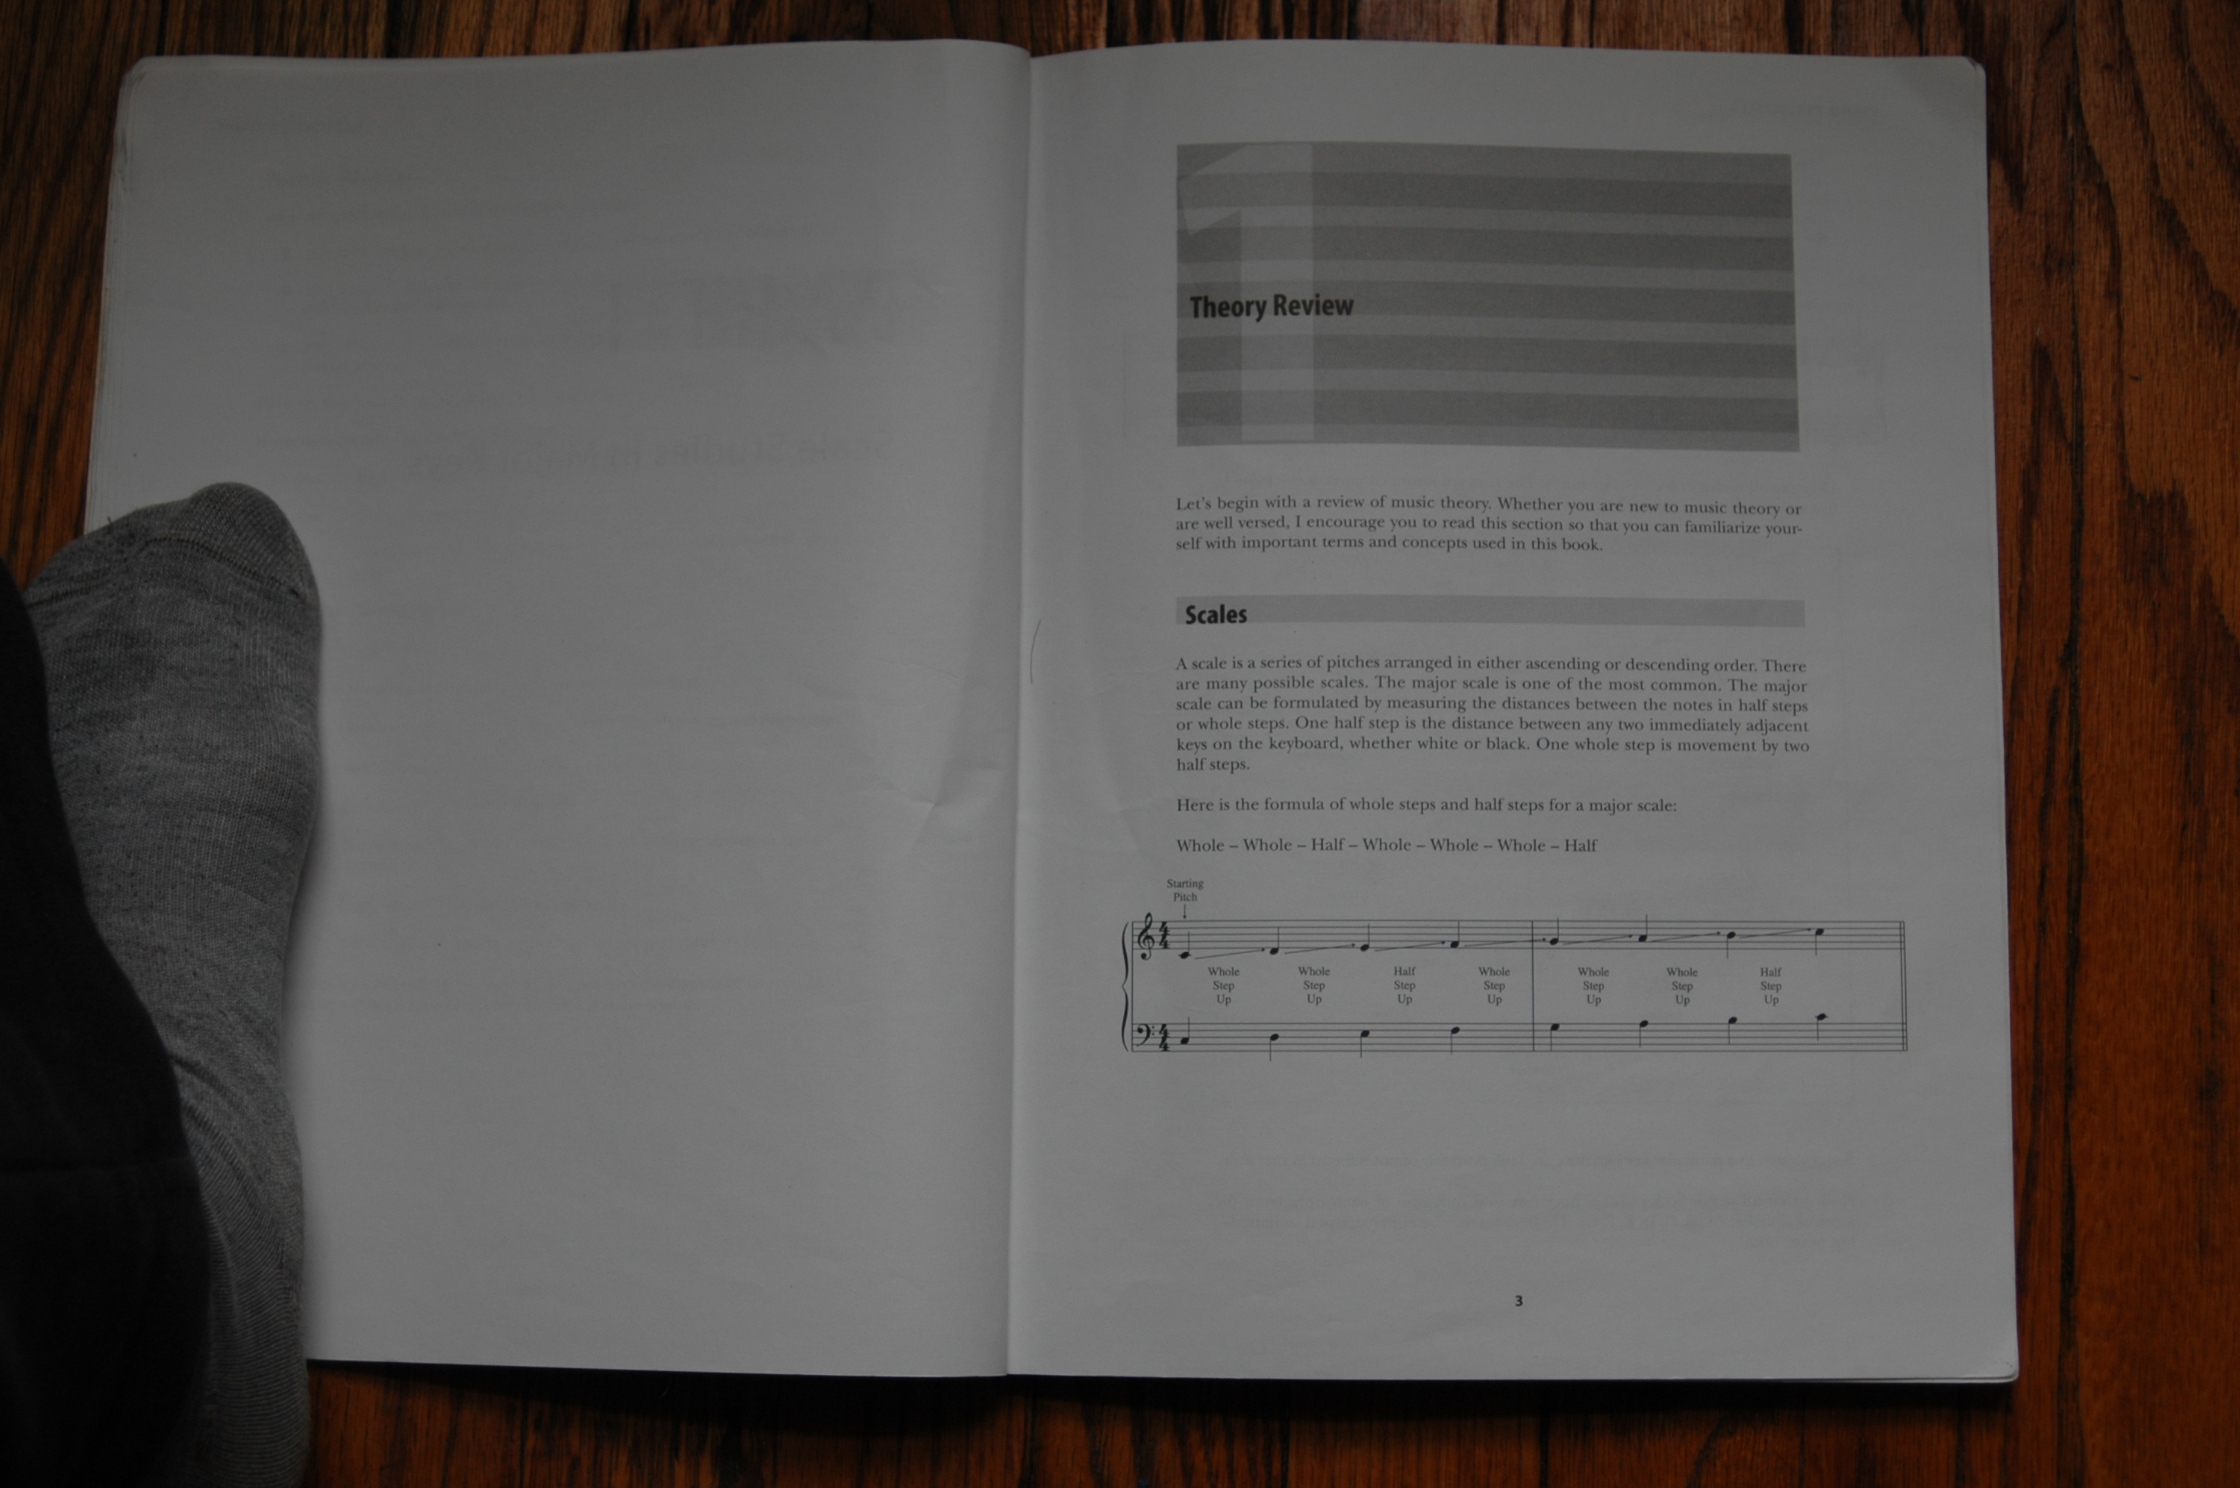 1
Theory Review
Let's begin with a review of music theory. Whether you are new to music theory or
are well versed, I encourage you to read this section so that you can familiarize your-
self with important terms and concepts used in this book.
Scales
A scale is a series of pitches arranged in either ascending or descending order. There
are many possible scales. The major scale is one of the most common. The major
scale can be formulated by measuring the distances between the notes in half steps
or whole steps. One half step is the distance between any two immediately adjacent
keys on the keyboard, whether white or black. One whole step is movement by two
half steps.
Here is the formula of whole steps and half steps for a major scale:
Whole – Whole – Half – Whole – Whole – Whole – Half
Starting
Pitch
4
4
Whole Whole Half Whole Whole Whole Half
Step Step Step Step Step Step Step
Up Up Up Up Up Up Up
4
4
3